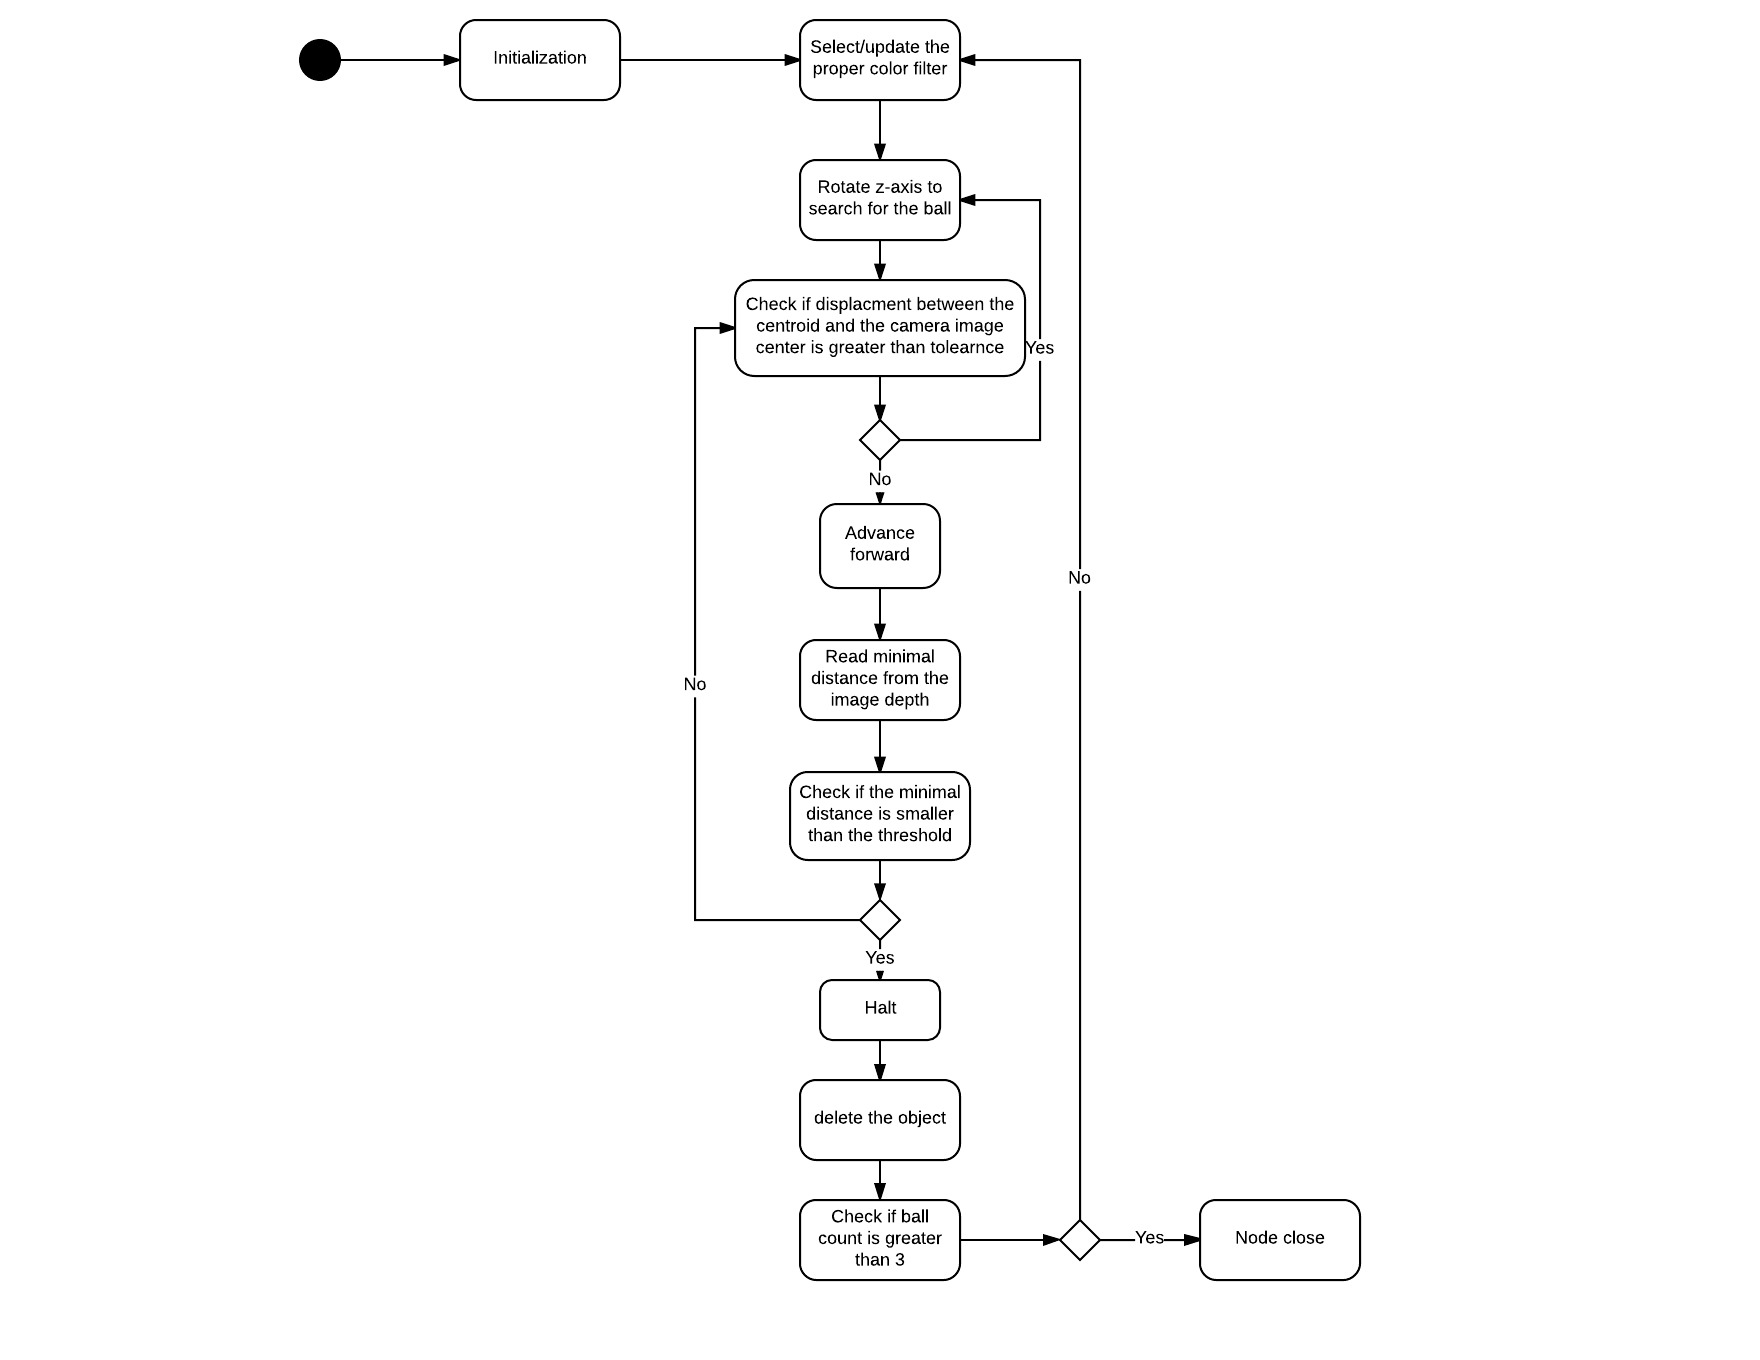 Initialization
Select/update the
proper color filter
Rotate z-axis to
search for the ball
Check if displacment between the
centroid and the camera image
center is greater than tolearnce
Yes
No
Advance
forward
No
Read minimal
distance from the
image depth
No
Check if the minimal
distance is smaller
than the threshold
Yes
Halt
delete the object
Check if ball
count is greater
than 3
Yes
Node close